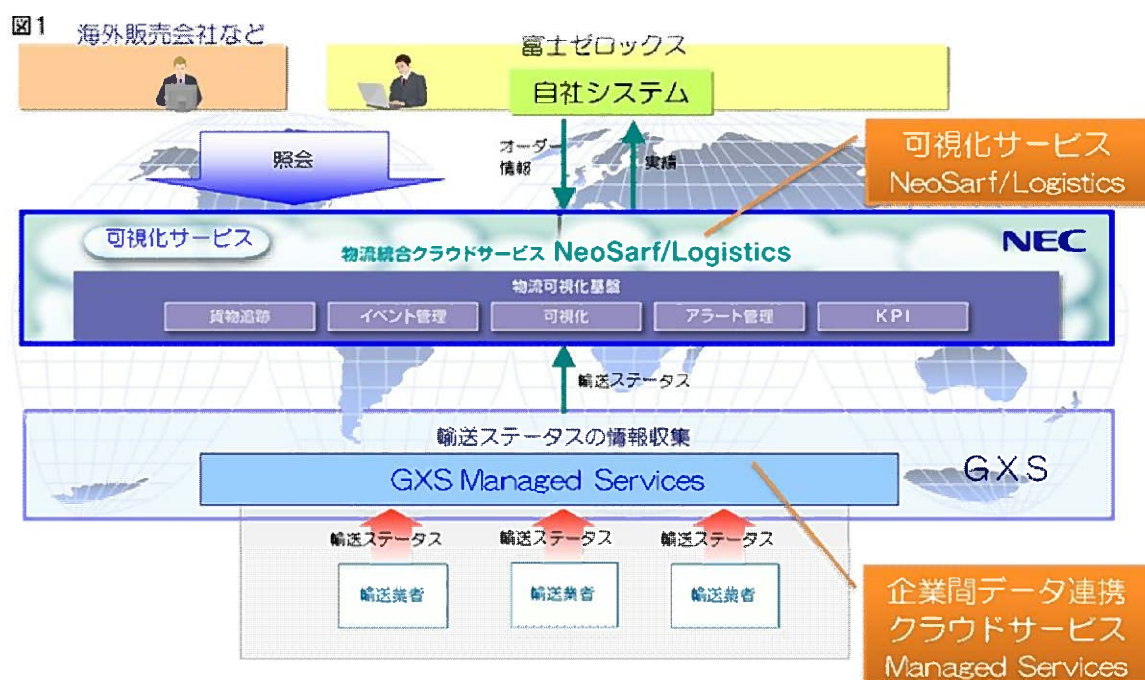 図1
海外販売会社など
富士ゼロックス
自社システム
照会
オーダー
情報
実績
可視化サービス
NeoSarf/Logistics
可視化サービス
物流統合クラウドサービス NeoSarf/Logistics
NEC
物流可視化基盤
貨物追跡
イベント管理
可視化
アラート管理
KPI
輸送ステータス
輸送ステータスの情報収集
GXS Managed Services
GXS
輸送ステータス
輸送ステータス
輸送ステータス
輸送業者
輸送業者
輸送業者
企業間データ連携
クラウドサービス
Managed Services